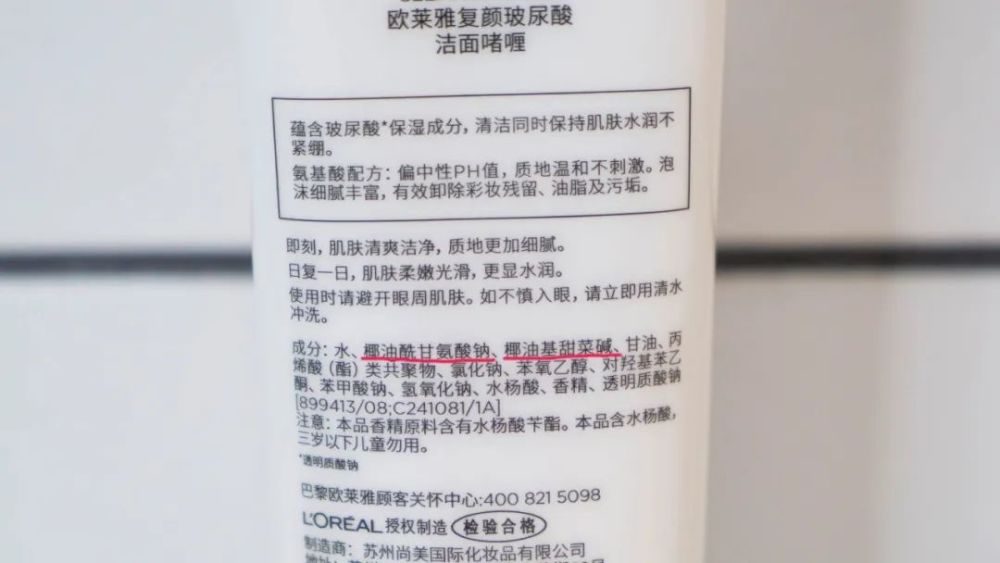 欧莱雅复颜玻尿酸
洁面啫喱
蕴含玻尿酸*保湿成分，清洁同时保持肌肤水润不
紧绷。
氨基酸配方：偏中性PH值，质地温和不刺激。泡
沫细腻丰富，有效卸除彩妆残留、油脂及污垢。
即刻，肌肤清爽洁净，质地更加细腻。
日复一日，肌肤柔嫩光滑，更显水润。
使用时请避开眼周肌肤。如不慎入眼，请立即用清水
冲洗。
成分：水、椰油酰甘氨酸钠、椰油基甜菜碱、甘油、丙
烯酸（酯）类共聚物、氯化钠、苯氧乙醇、对羟基苯乙
酮、苯甲酸钠、氢氧化钠、水杨酸、香精、透明质酸钠
[899413/08;C241081/1A]
注意：本品香精原料含有水杨酸苄酯。本品含水杨酸，
三岁以下儿童勿用。
*透明质酸钠
巴黎欧莱雅顾客关怀中心:400 821 5098
L'ORÉAL 授权制造 检验合格
制造商：苏州尚美国际化妆品有限公司